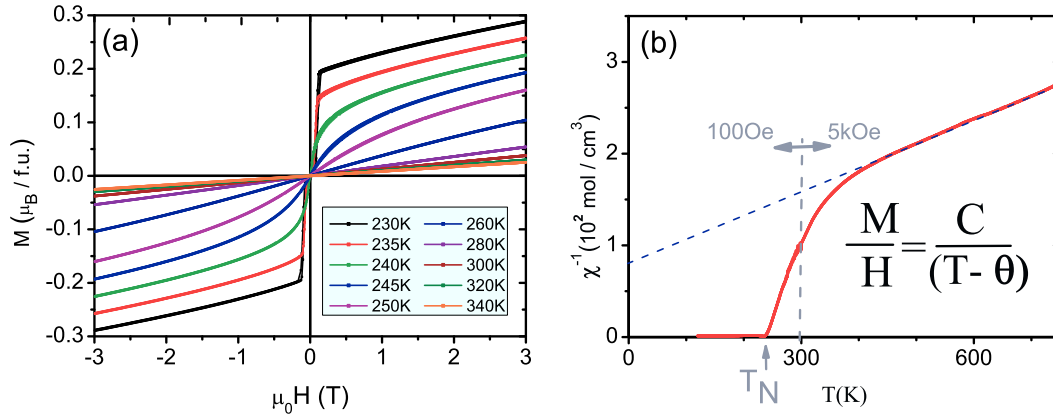 (a)
0.3
0.2
0.1
0.0
-0.1
-0.2
-0.3
M (μB / f.u.)
-3 -2 -1 0 1 2 3
μ0H (T)
230K 260K
235K 280K
240K 300K
245K 320K
250K 340K
(b)
3
2
1
0
χ-1 (10² mol / cm³)
100Oe 5kOe
M/H = C/(T- θ)
0 300 600
TN
T(K)